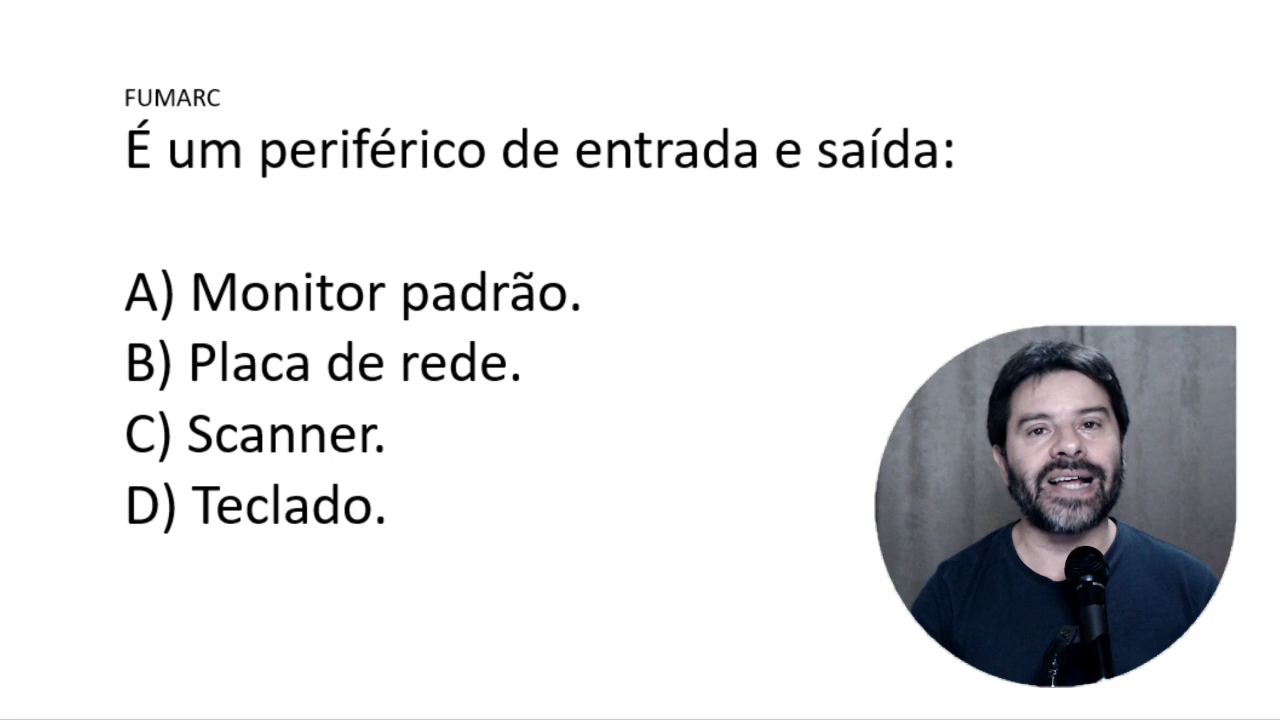 FUMARC
É um periférico de entrada e saída:
A) Monitor padrão.
B) Placa de rede.
C) Scanner.
D) Teclado.